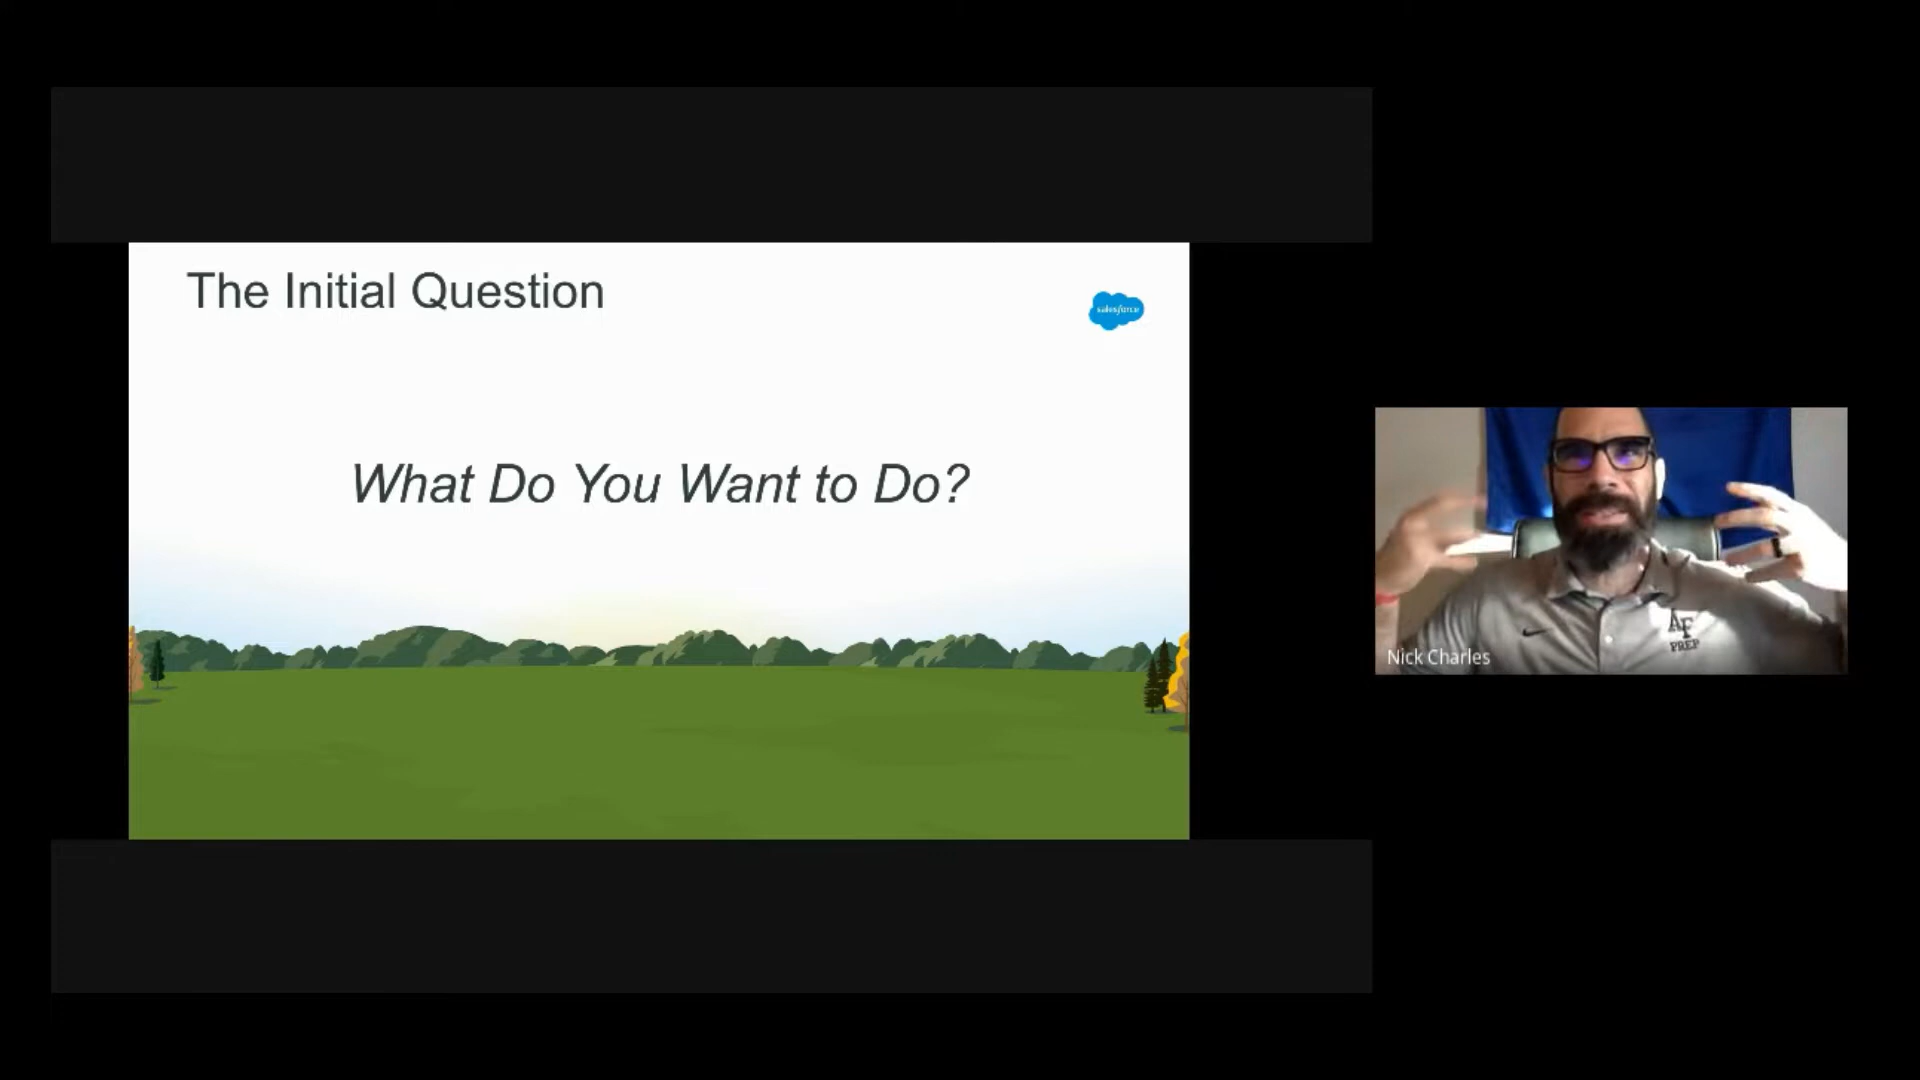 The Initial Question
salesforce
What Do You Want to Do?
AF
PREP
Nick Charles